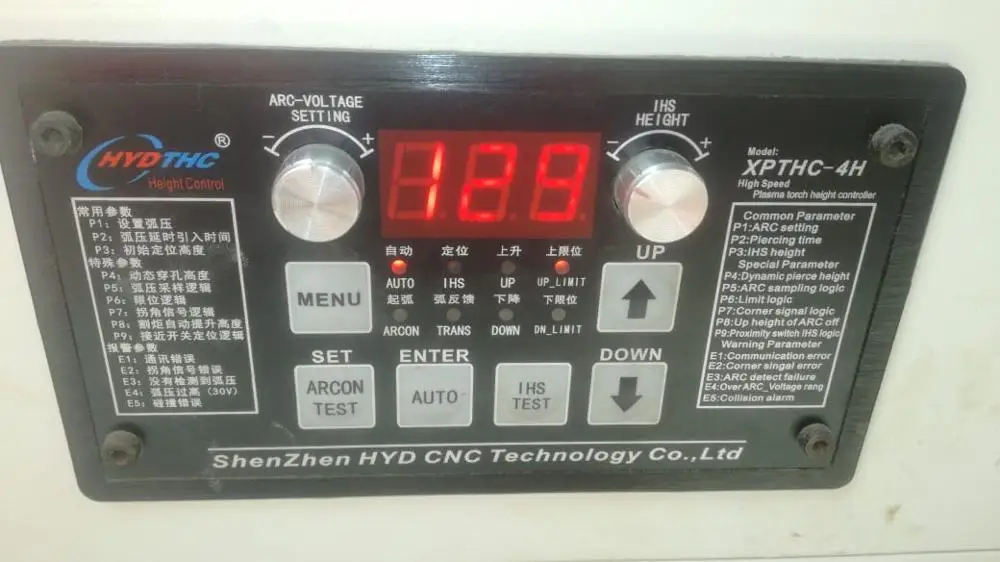 ARC-VOLTAGE
SETTING
- +
IHS
HEIGHT
- +
HYDTHC®
Height Control
129
Model:
XPTHC-4H
High Speed
Plasma torch height controller
常用参数
P1: 设置弧压
P2: 弧压延时引入时间
P3: 初始定位高度
特殊参数
P4: 动态穿孔高度
P5: 弧压采样逻辑
P6: 限位逻辑
P7: 拐角信号逻辑
P8: 割炬自动提升高度
P9: 接近开关定位逻辑
报警参数
E1: 通讯错误
E2: 拐角信号错误
E3: 没有检测到弧压
E4: 弧压过高 (30V)
E5: 碰撞错误
自动 定位 上升 上限位
AUTO IHS UP UP_LIMIT
起弧 弧反馈 下降 下限位
ARCON TRANS DOWN DN_LIMIT
MENU
UP
SET
ARCON
TEST
ENTER
AUTO
IHS
TEST
DOWN
Common Parameter
P1:ARC setting
P2:Piercing time
P3:IHS height
Special Parameter
P4:Dynamic pierce height
P5:ARC sampling logic
P6:Limit logic
P7:Corner signal logic
P8:Up height of ARC off
P9:Proximity switch IHS logic
Warning Parameter
E1:Communication error
E2:Corner singal error
E3:ARC detect failure
E4:Over ARC_Voltage rang
E5:Collision alarm
ShenZhen HYD CNC Technology Co.,Ltd